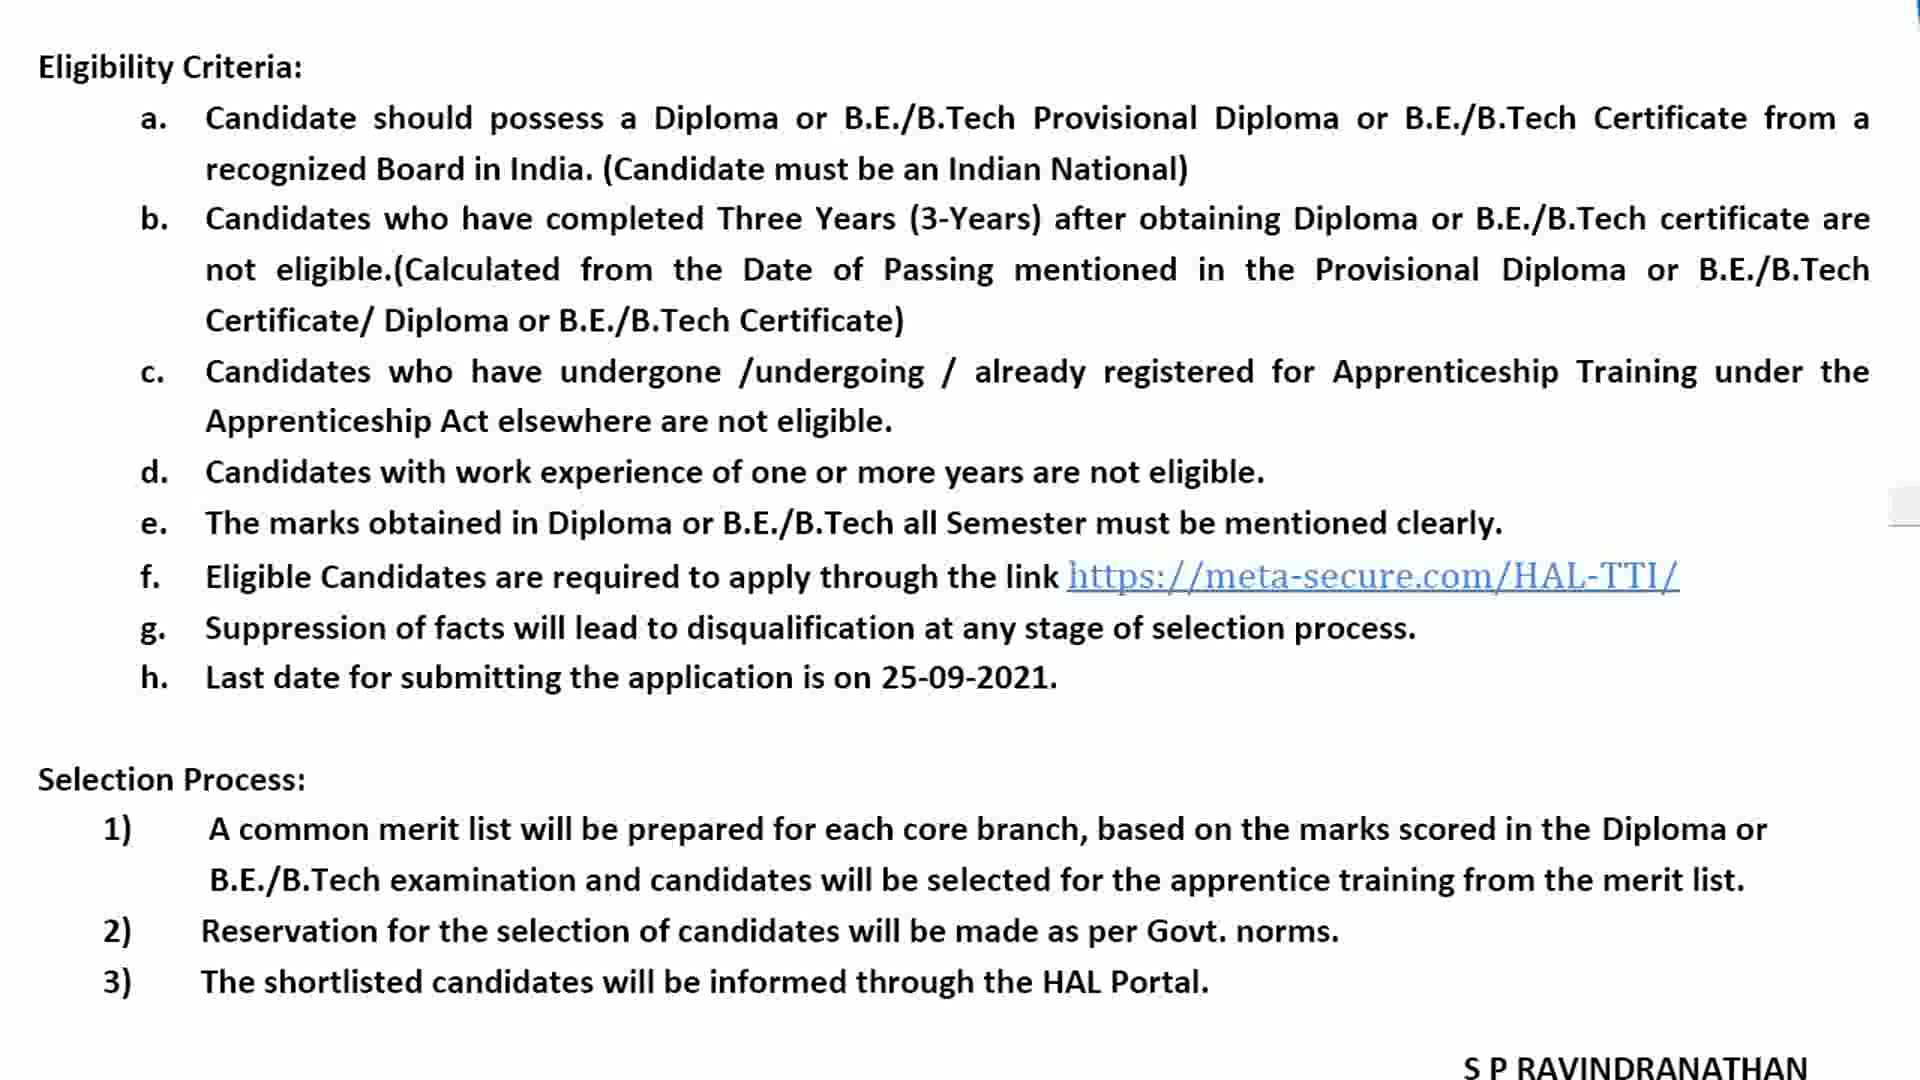 Eligibility Criteria:
a. Candidate should possess a Diploma or B.E./B.Tech Provisional Diploma or B.E./B.Tech Certificate from a
recognized Board in India. (Candidate must be an Indian National)
b. Candidates who have completed Three Years (3-Years) after obtaining Diploma or B.E./B.Tech certificate are
not eligible.(Calculated from the Date of Passing mentioned in the Provisional Diploma or B.E./B.Tech
Certificate/ Diploma or B.E./B.Tech Certificate)
c. Candidates who have undergone /undergoing / already registered for Apprenticeship Training under the
Apprenticeship Act elsewhere are not eligible.
d. Candidates with work experience of one or more years are not eligible.
e. The marks obtained in Diploma or B.E./B.Tech all Semester must be mentioned clearly.
f. Eligible Candidates are required to apply through the link https://meta-secure.com/HAL-TTI/
g. Suppression of facts will lead to disqualification at any stage of selection process.
h. Last date for submitting the application is on 25-09-2021.
Selection Process:
1) A common merit list will be prepared for each core branch, based on the marks scored in the Diploma or
B.E./B.Tech examination and candidates will be selected for the apprentice training from the merit list.
2) Reservation for the selection of candidates will be made as per Govt. norms.
3) The shortlisted candidates will be informed through the HAL Portal.
S P RAVINDRANATHAN